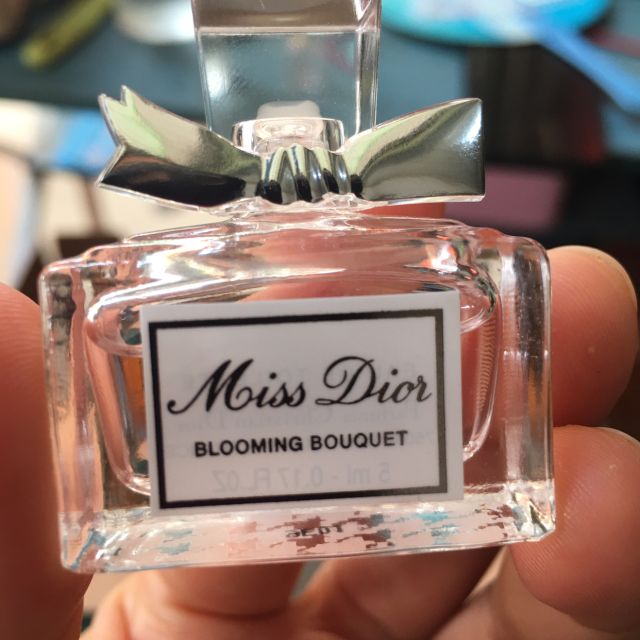 Miss Dior
BLOOMING BOUQUET
5 ml - 0.17 FL.OZ